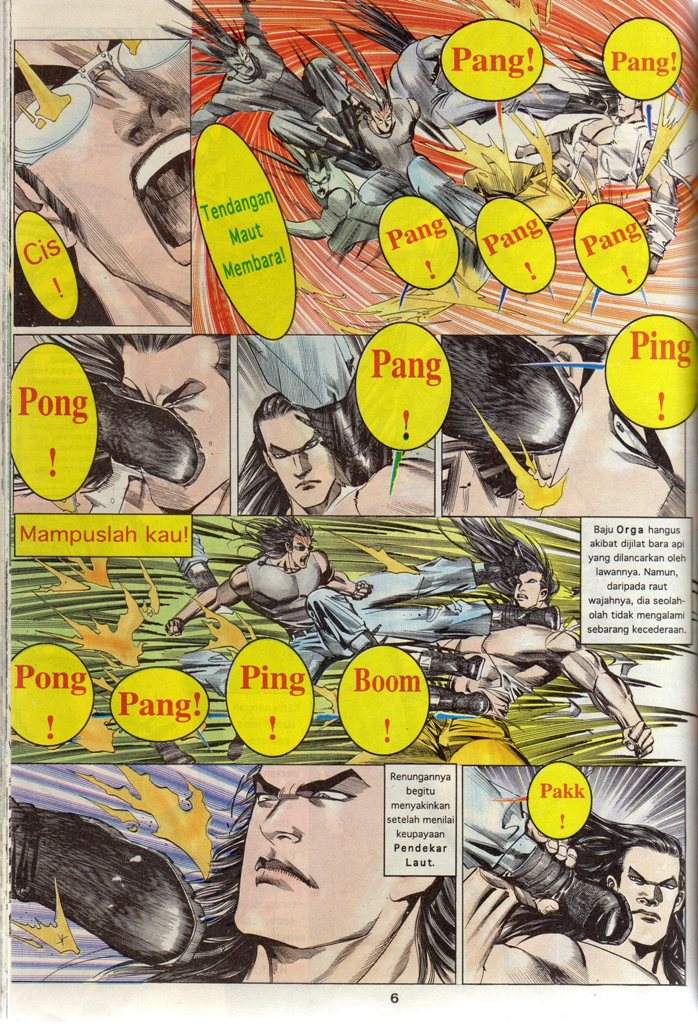 Cis
!
Tendangan
Maut
Membara!
Pang!
Pang!
Pang
!
Pang
!
Pang
!
Pong
!
Pang
!
Ping
!
Mampuslah kau!
Baju Orga hangus
akibat dijilat bara api
yang dilancarkan oleh
lawannya. Namun,
daripada raut
wajahnya, dia seolah-
olah tidak mengalami
sebarang kecederaan.
Pong
!
Pang!
Ping
!
Boom
!
Renungannya
begitu
menyakinkan
setelah menilai
keupayaan
Pendekar
Laut.
Pakk
!
6